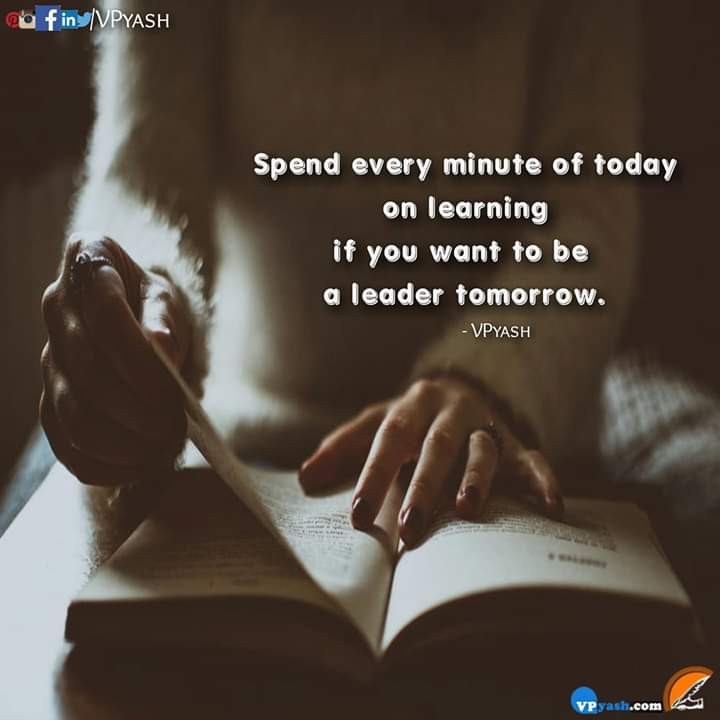 /VPYASH
Spend every minute of today
on learning
if you want to be
a leader tomorrow.
- VPYASH
VPyash.com